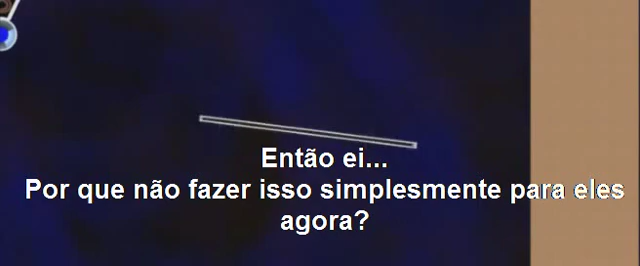 Então ei...
Por que não fazer isso simplesmente para eles
agora?